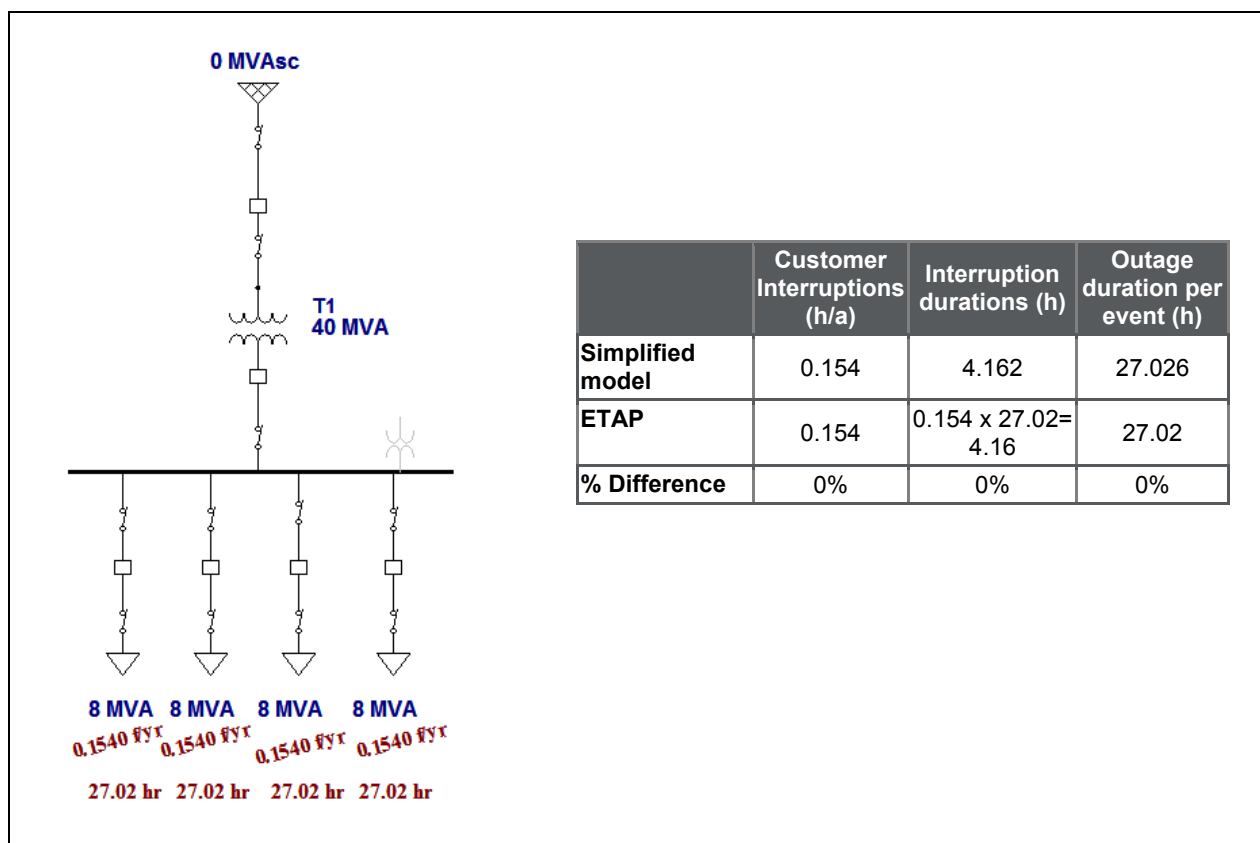 0 MVAsc
T1
40 MVA
8 MVA 8 MVA 8 MVA 8 MVA
0.1540 f/yr 0.1540 f/yr 0.1540 f/yr 0.1540 f/yr
27.02 hr 27.02 hr 27.02 hr 27.02 hr
Customer
Interruptions
(h/a)
Interruption
durations (h)
Outage
duration per
event (h)
Simplified
model
0.154
4.162
27.026
ETAP
0.154
0.154 x 27.02=
4.16
27.02
% Difference
0%
0%
0%